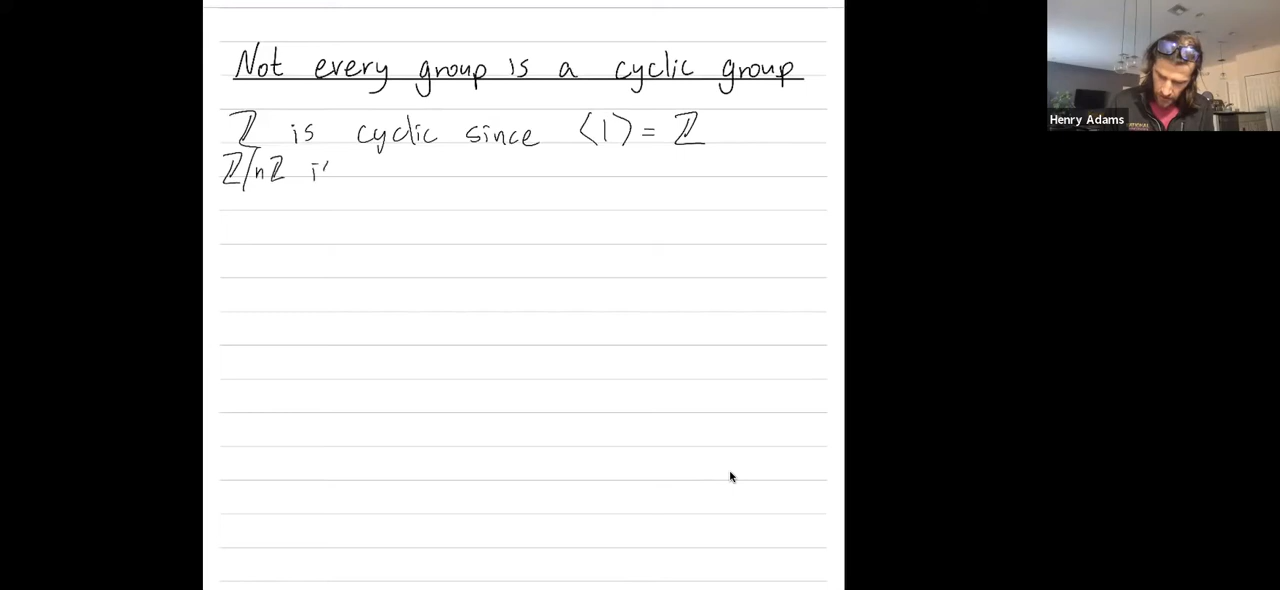 Not every group is a cyclic group
ℤ is cyclic since ⟨1⟩ = ℤ
ℤ/nℤ i
Henry Adams